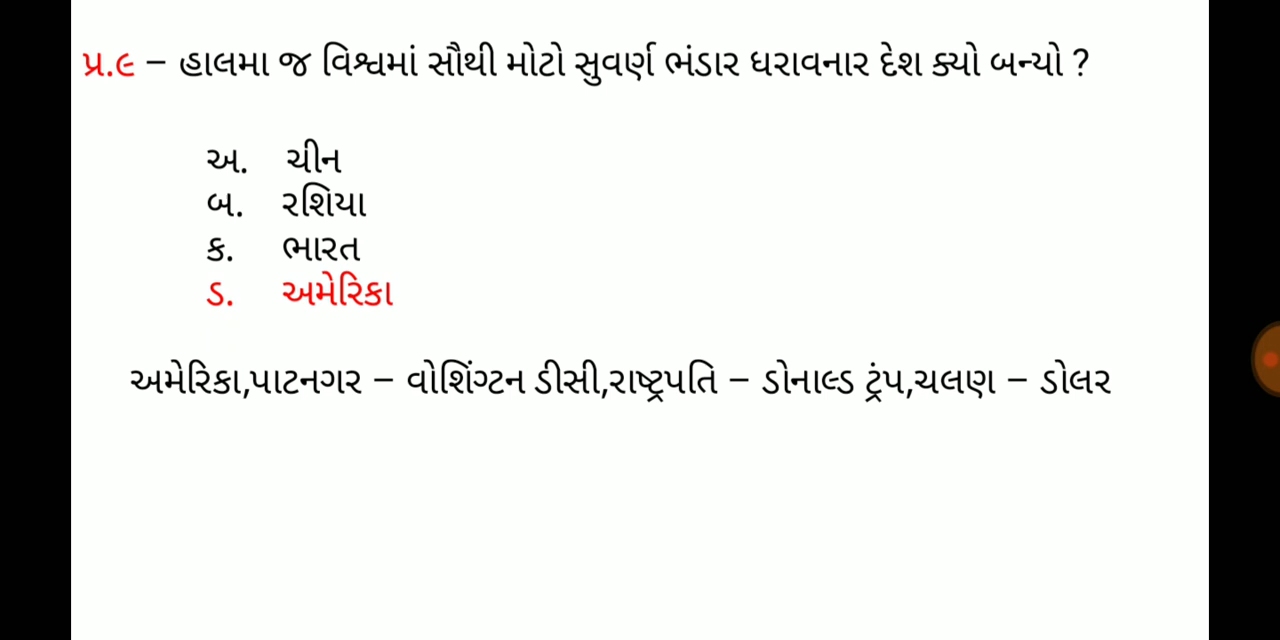 પ્ર.૯ – હાલમા જ વિશ્વમાં સૌથી મોટો સુવર્ણ ભંડાર ધરાવનાર દેશ ક્યો બન્યો ?
અ. ચીન
બ. રશિયા
ક. ભારત
ડ. અમેરિકા
અમેરિકા,પાટનગર – વોશિંગ્ટન ડીસી,રાષ્ટ્રપતિ – ડોનાલ્ડ ટ્રંપ,ચલણ – ડોલર